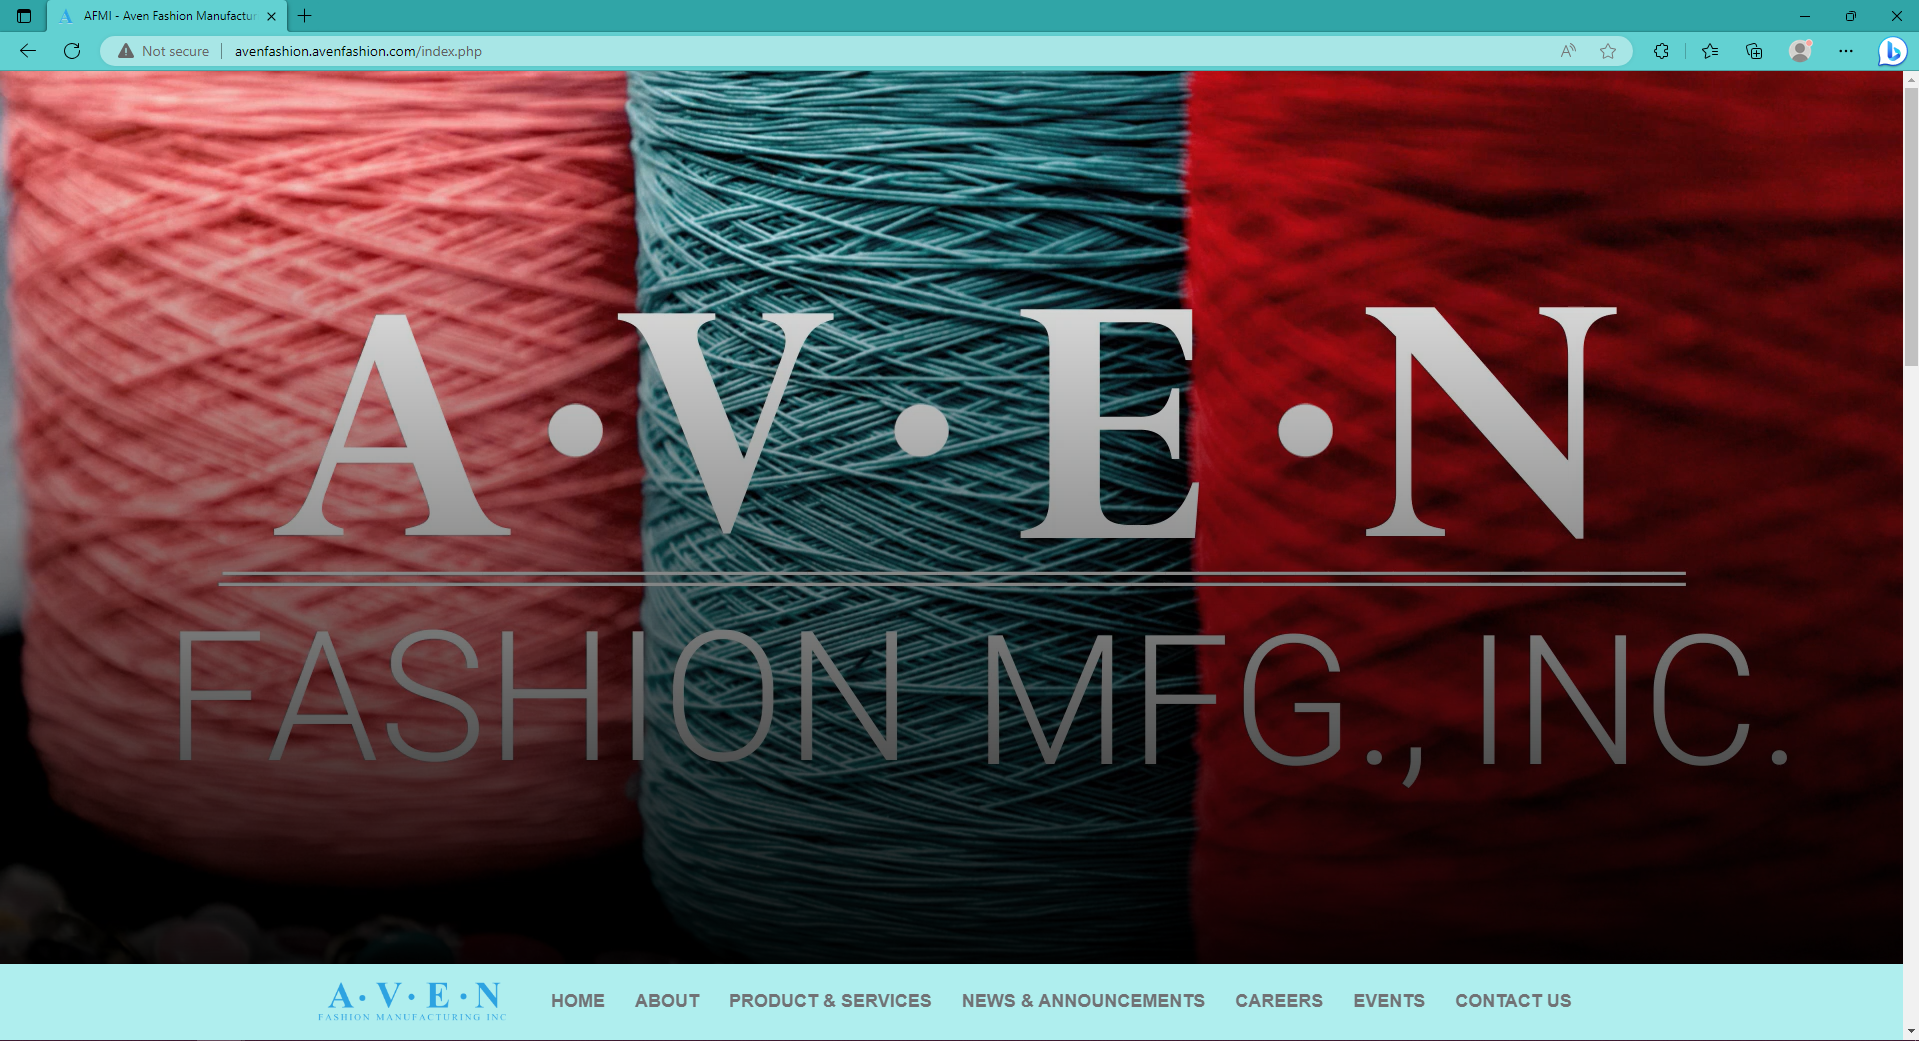 AFMI - Aven Fashion Manufactur
Not secure
avenfashion.avenfashion.com/index.php
A·V·E·N
FASHION MFG., INC.
A·V·E·N
FASHION MANUFACTURING INC
HOME ABOUT PRODUCT & SERVICES NEWS & ANNOUNCEMENTS CAREERS EVENTS CONTACT US